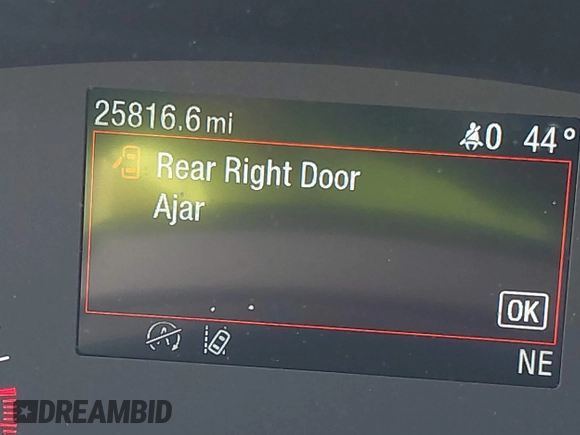 25816.6 mi
0 44°
Rear Right Door
Ajar
OK
A
NE
DREAMBID